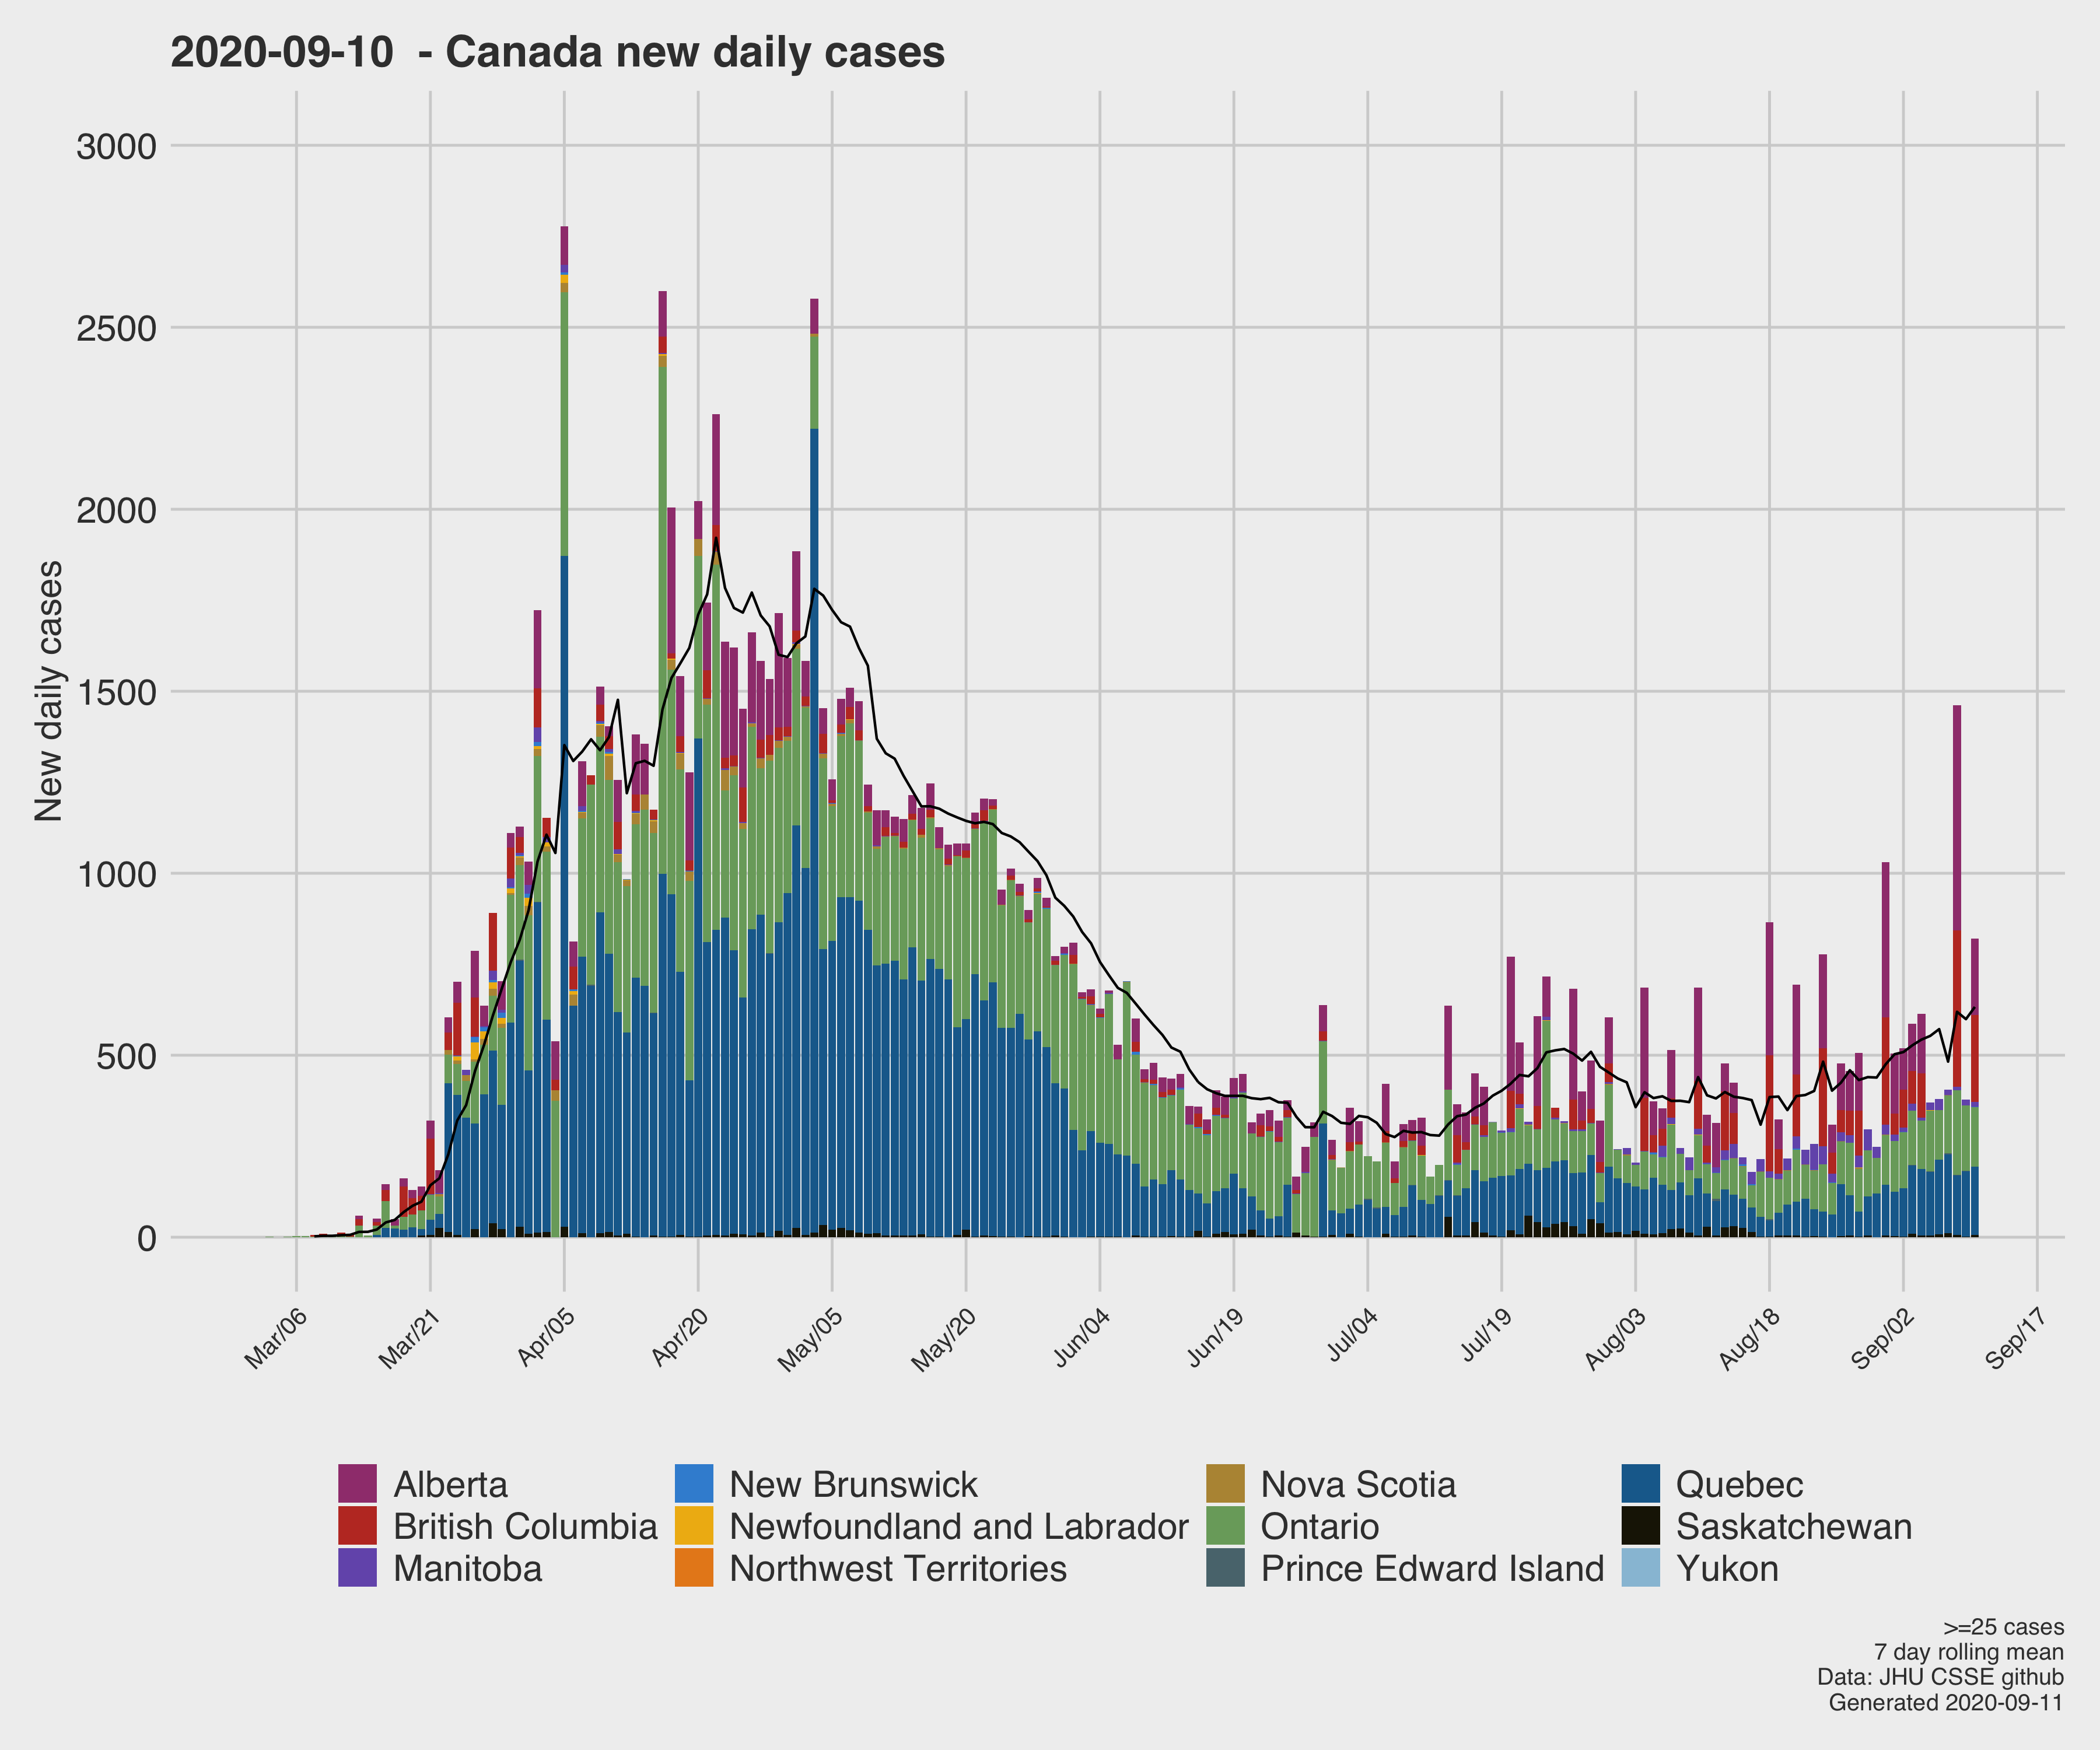 2020-09-10 - Canada new daily cases
New daily cases
3000
2500
2000
1500
1000
500
0
Mar/06
Mar/21
Apr/05
Apr/20
May/05
May/20
Jun/04
Jun/19
Jul/04
Jul/19
Aug/03
Aug/18
Sep/02
Sep/17
Alberta
New Brunswick
Nova Scotia
Quebec
British Columbia
Newfoundland and Labrador
Ontario
Saskatchewan
Manitoba
Northwest Territories
Prince Edward Island
Yukon
>=25 cases
7 day rolling mean
Data: JHU CSSE github
Generated 2020-09-11